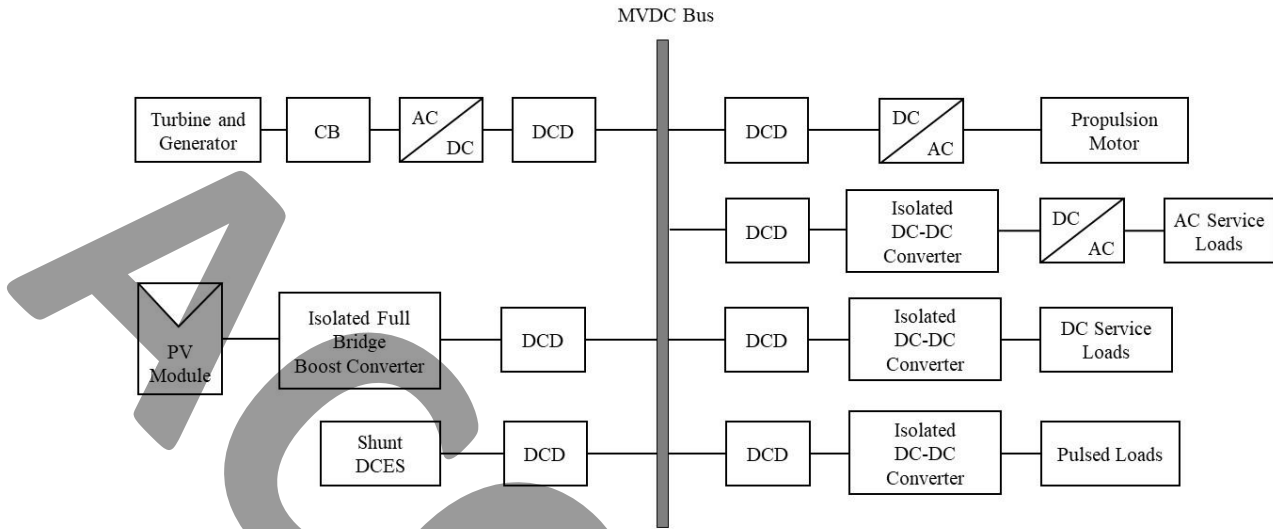 MVDC Bus
Turbine and
Generator
CB
AC
DC
DCD
DCD
DC
AC
Propulsion
Motor
DCD
Isolated
DC-DC
Converter
DC
AC
AC Service
Loads
PV
Module
Isolated Full
Bridge
Boost Converter
DCD
DCD
Isolated
DC-DC
Converter
DC Service
Loads
Shunt
DCES
DCD
DCD
Isolated
DC-DC
Converter
Pulsed Loads